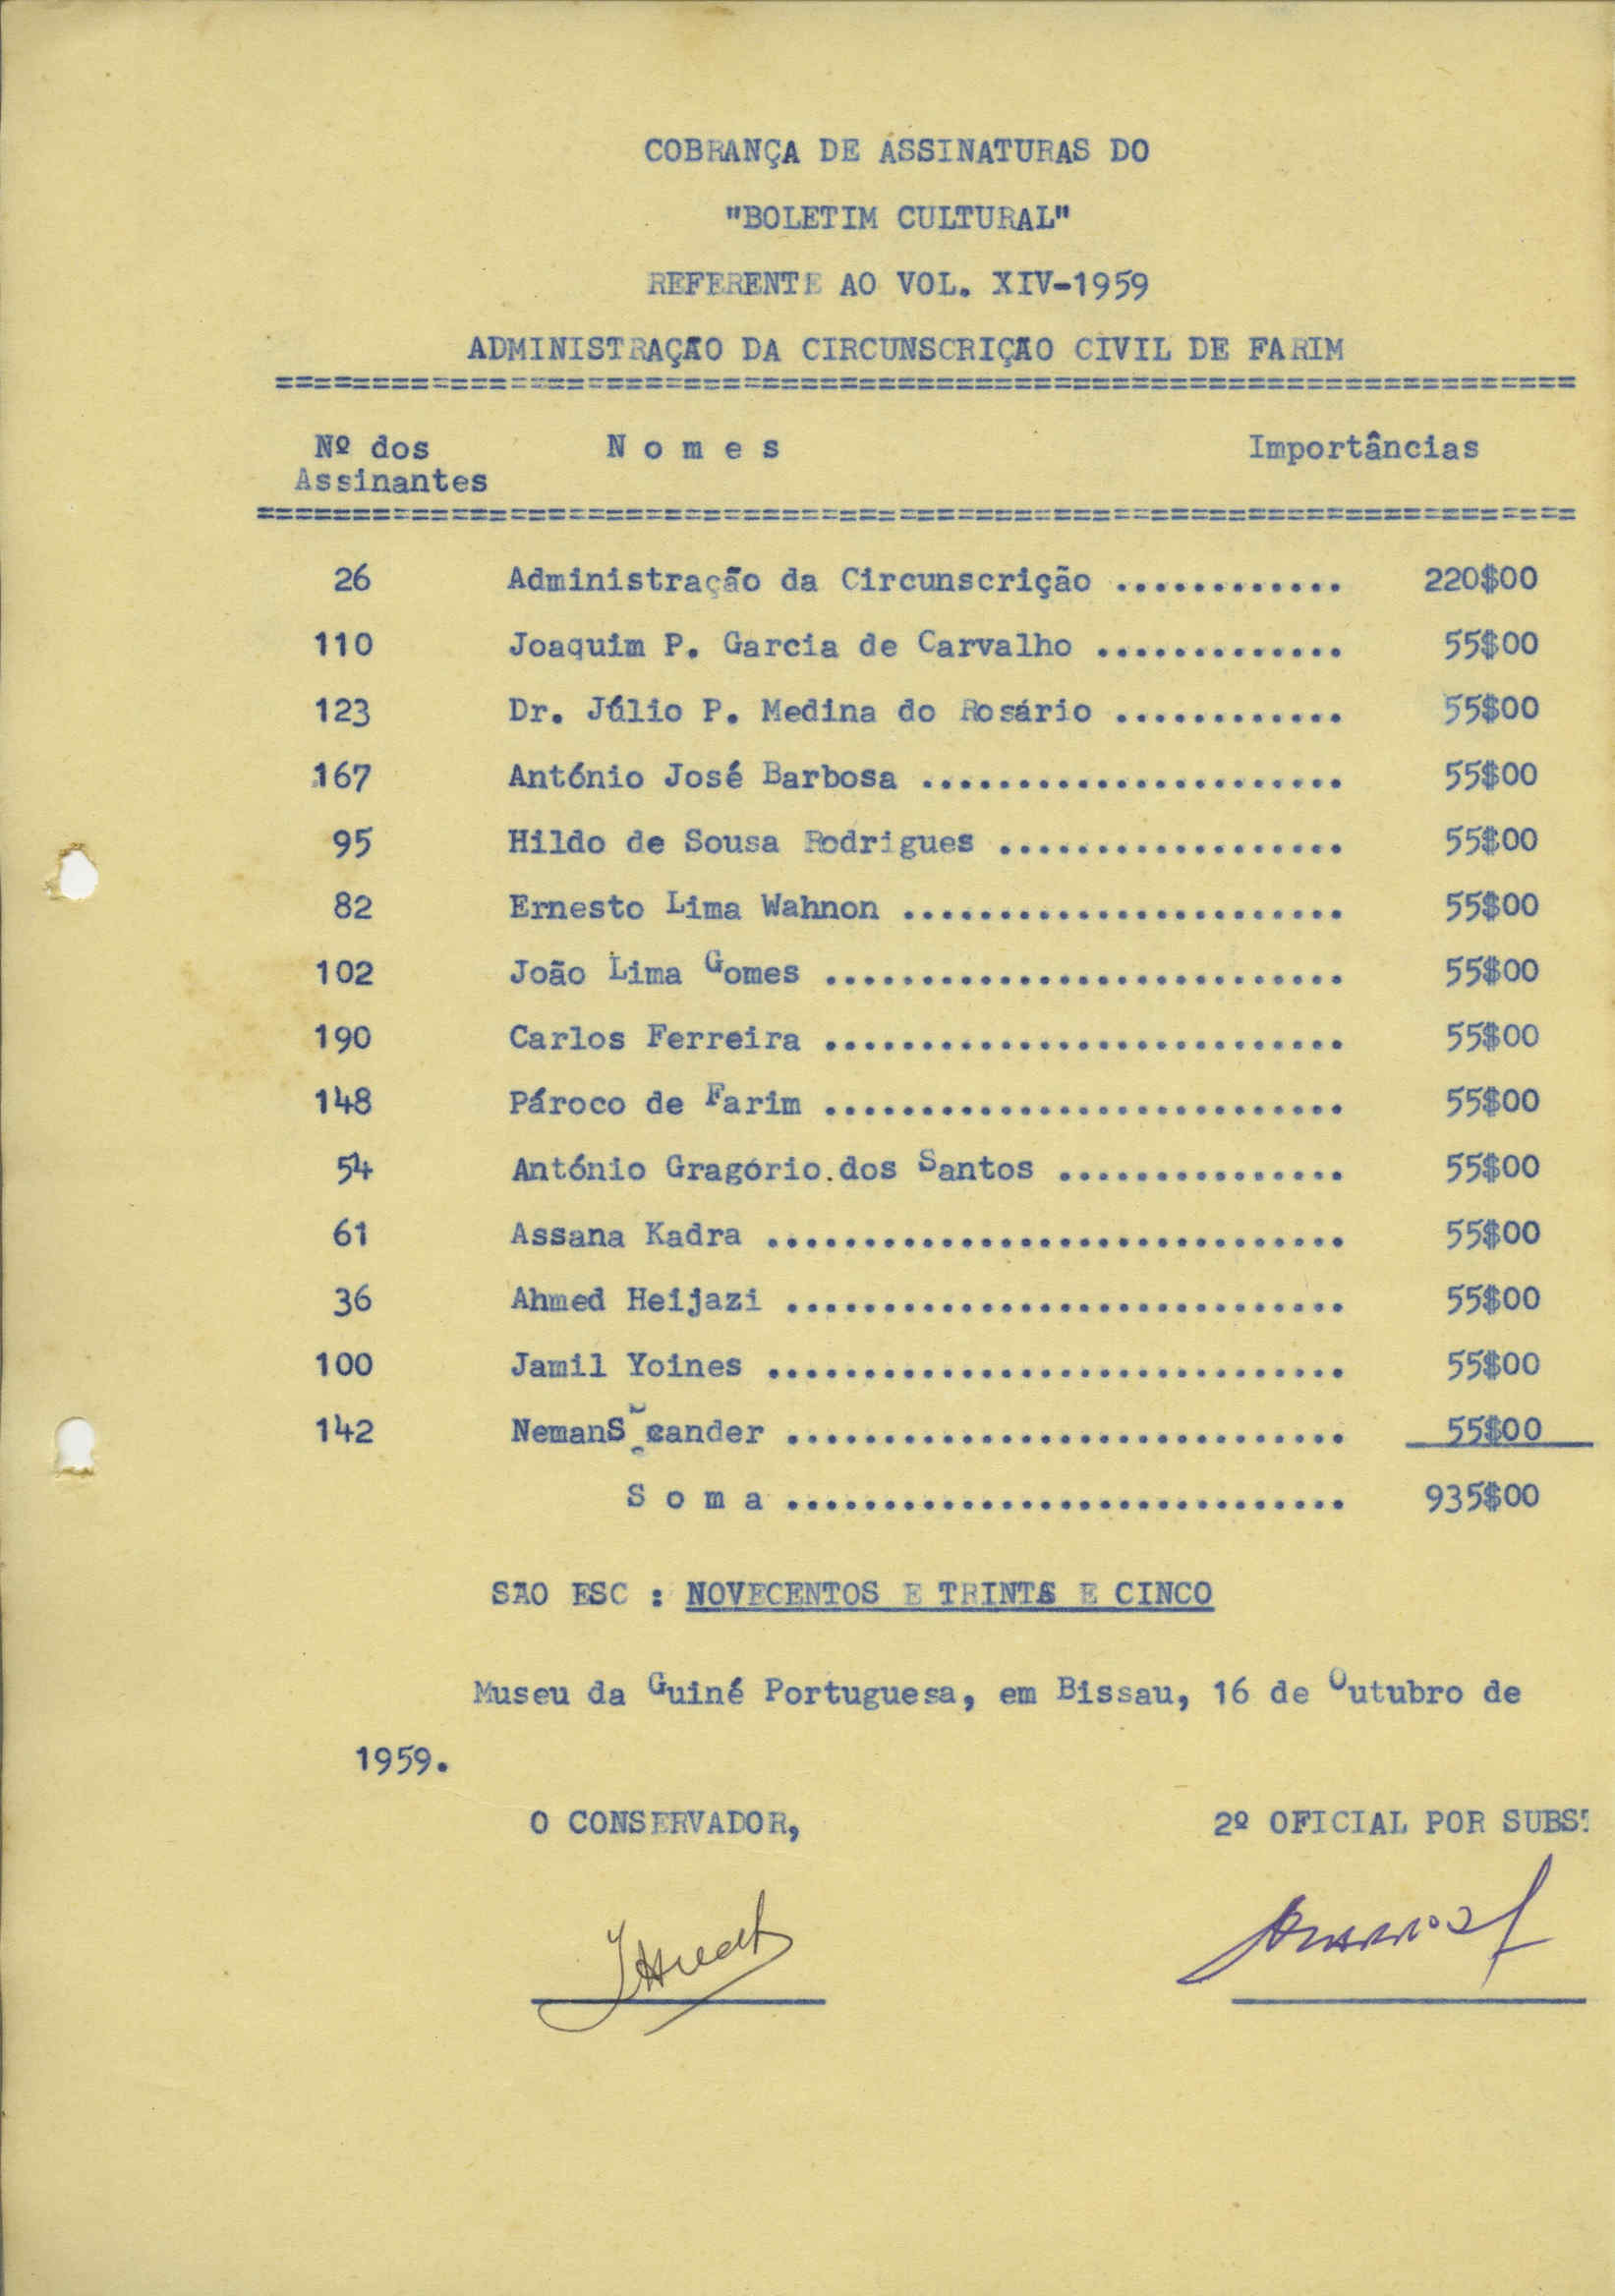 COBRANÇA DE ASSINATURAS DO
"BOLETIM CULTURAL"
REFERENTE AO VOL. XIV-1959
ADMINISTRAÇÃO DA CIRCUNSCRIÇÃO CIVIL DE FARIM
Nº dos Assinantes N o m e s Importâncias
26 Administração da Circunscrição ............ 220$00
110 Joaquim P. Garcia de Carvalho ............. 55$00
123 Dr. Júlio P. Medina do Rosário ............ 55$00
167 António José Barbosa ...................... 55$00
95 Hildo de Sousa Rodrigues .................. 55$00
82 Ernesto Lima Wahnon ....................... 55$00
102 João Lima Gomes ........................... 55$00
190 Carlos Ferreira ........................... 55$00
148 Pároco de Farim ........................... 55$00
54 António Gragório.dos Santos ............... 55$00
61 Assana Kadra .............................. 55$00
36 Ahmed Heijazi ............................. 55$00
100 Jamil Yoines .............................. 55$00
142 NemanS cander ............................. 55$00
S o m a ............................. 935$00
SÃO ESC : NOVECENTOS E TRINTA E CINCO
Museu da Guiné Portuguesa, em Bissau, 16 de Outubro de
1959.
O CONSERVADOR, 2º OFICIAL POR SUBST